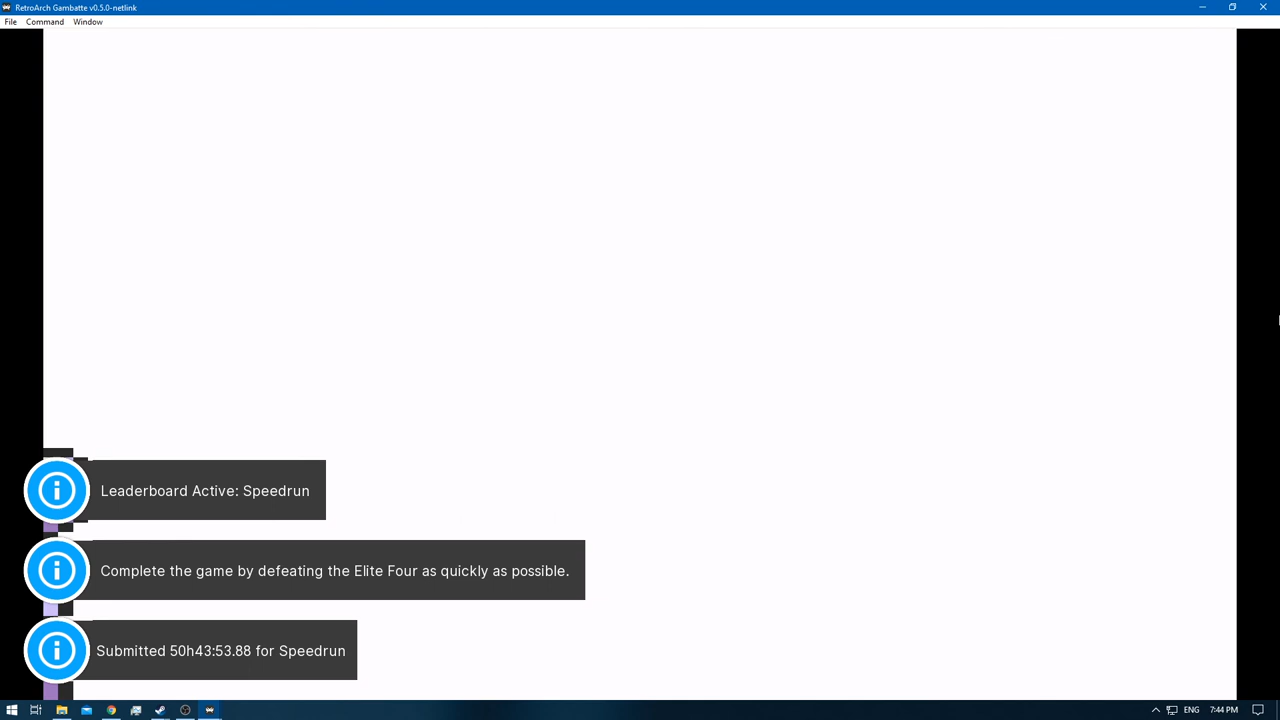 RetroArch Gambatte v0.5.0-netlink
File Command Window
Leaderboard Active: Speedrun
Complete the game by defeating the Elite Four as quickly as possible.
Submitted 50h43:53.88 for Speedrun
ENG 7:44 PM